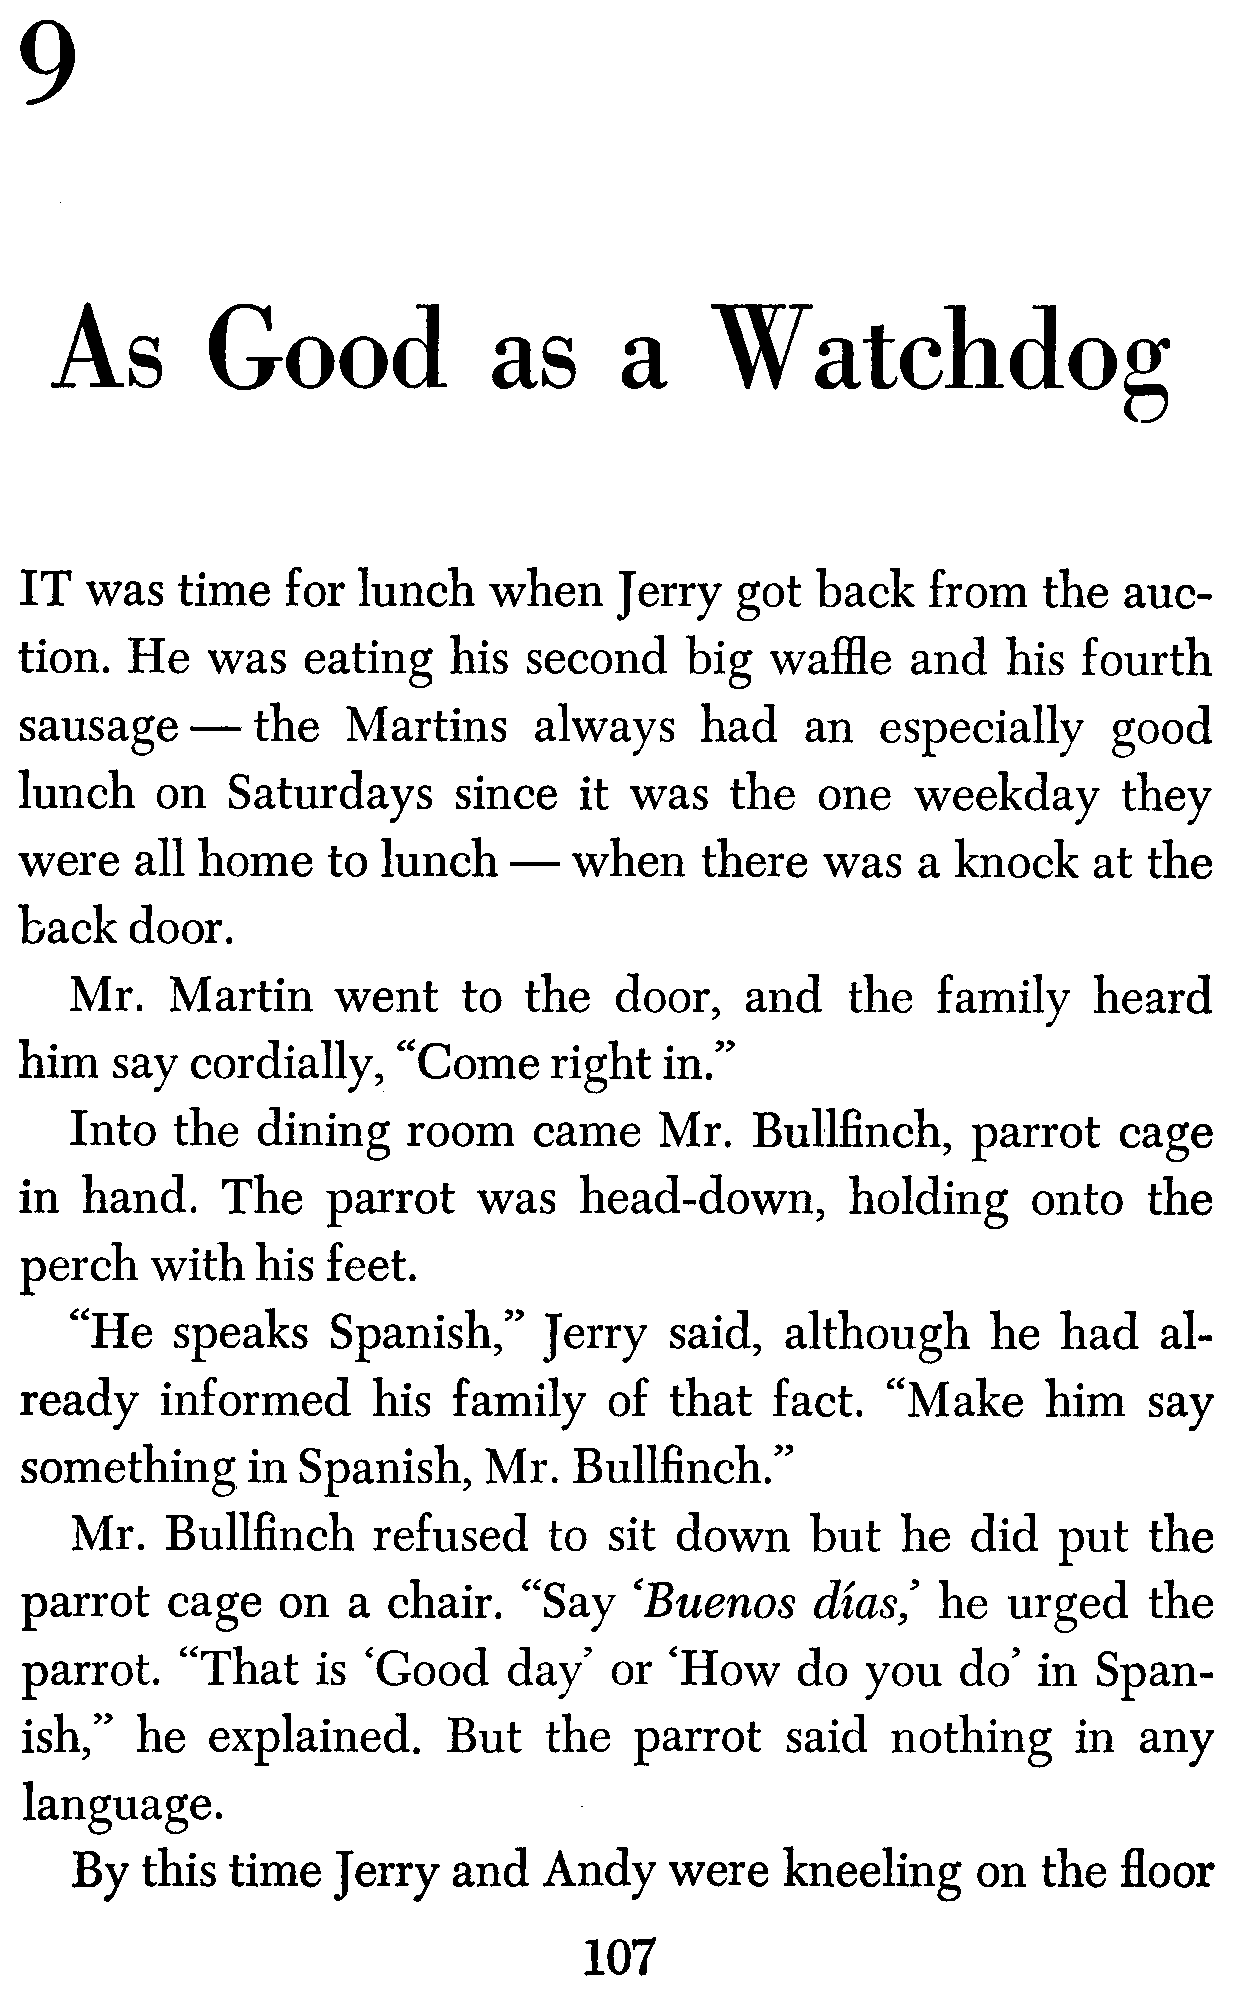 9
As Good as a Watchdog
IT was time for lunch when Jerry got back from the auc-
tion. He was eating his second big waffle and his fourth
sausage — the Martins always had an especially good
lunch on Saturdays since it was the one weekday they
were all home to lunch — when there was a knock at the
back door.
Mr. Martin went to the door, and the family heard
him say cordially, “Come right in.”
Into the dining room came Mr. Bullfinch, parrot cage
in hand. The parrot was head-down, holding onto the
perch with his feet.
“He speaks Spanish,” Jerry said, although he had al-
ready informed his family of that fact. “Make him say
something in Spanish, Mr. Bullfinch.”
Mr. Bullfinch refused to sit down but he did put the
parrot cage on a chair. “Say ‘Buenos días,’ he urged the
parrot. “That is ‘Good day’ or ‘How do you do’ in Span-
ish,” he explained. But the parrot said nothing in any
language.
By this time Jerry and Andy were kneeling on the floor
107